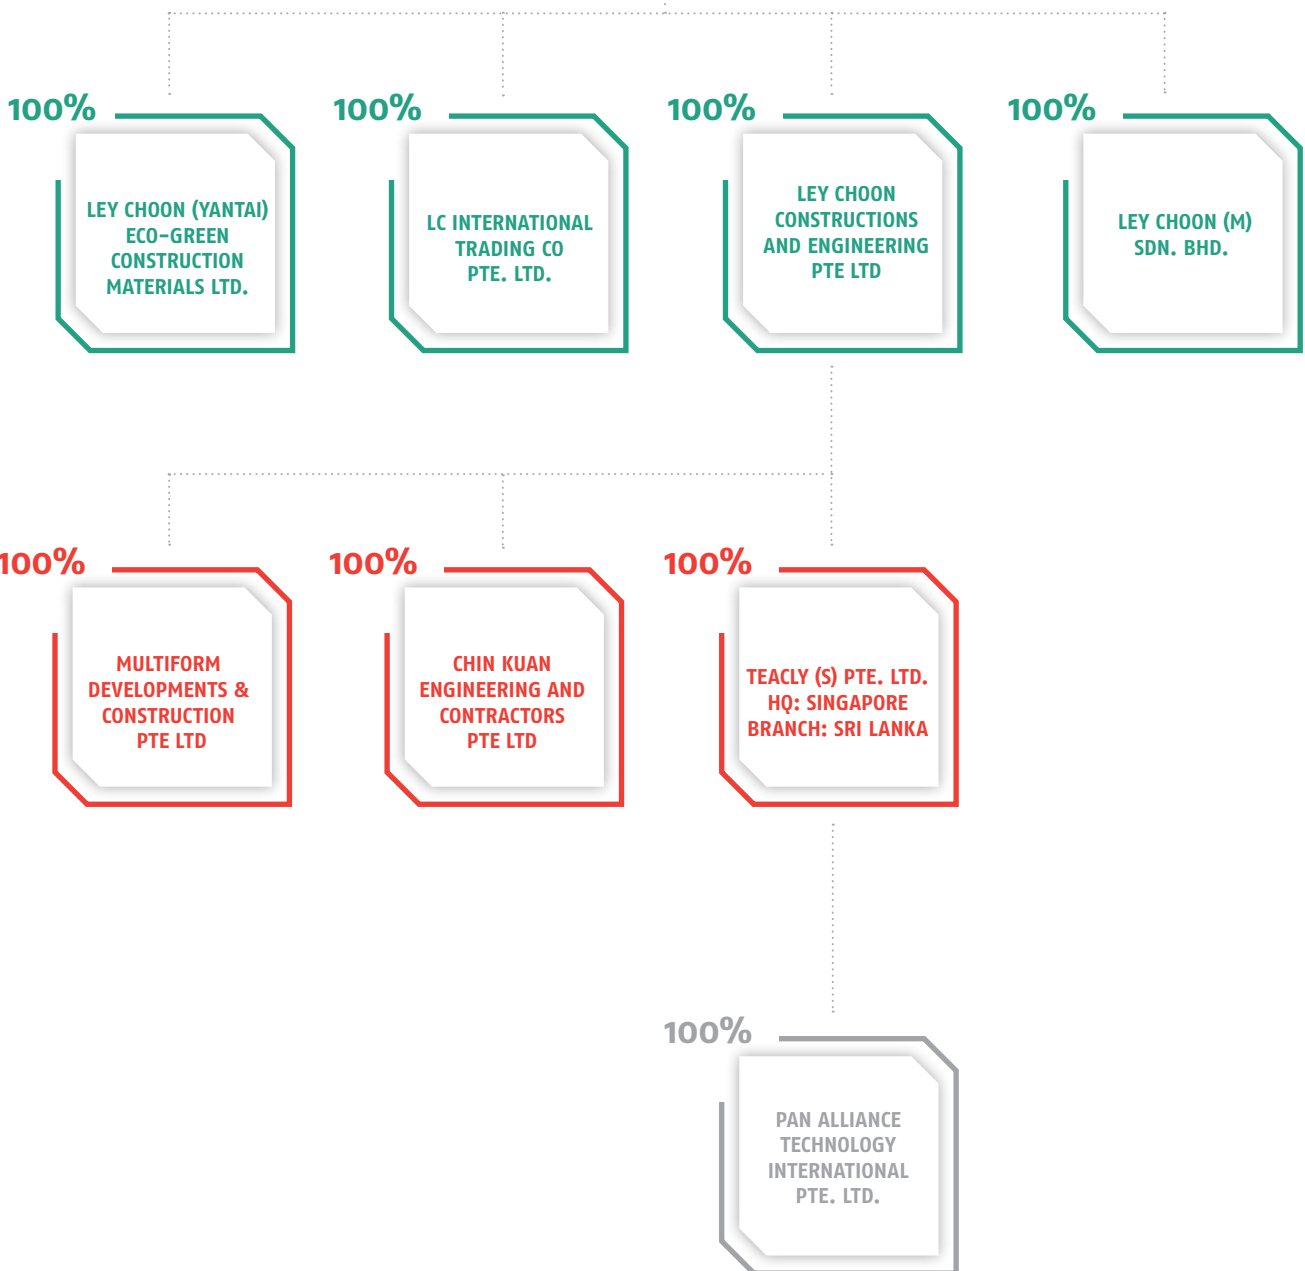 100%
LEY CHOON (YANTAI)
ECO-GREEN
CONSTRUCTION
MATERIALS LTD.
100%
LC INTERNATIONAL
TRADING CO
PTE. LTD.
100%
LEY CHOON
CONSTRUCTIONS
AND ENGINEERING
PTE LTD
100%
LEY CHOON (M)
SDN. BHD.
100%
MULTIFORM
DEVELOPMENTS &
CONSTRUCTION
PTE LTD
100%
CHIN KUAN
ENGINEERING AND
CONTRACTORS
PTE LTD
100%
TEACLY (S) PTE. LTD.
HQ: SINGAPORE
BRANCH: SRI LANKA
100%
PAN ALLIANCE
TECHNOLOGY
INTERNATIONAL
PTE. LTD.